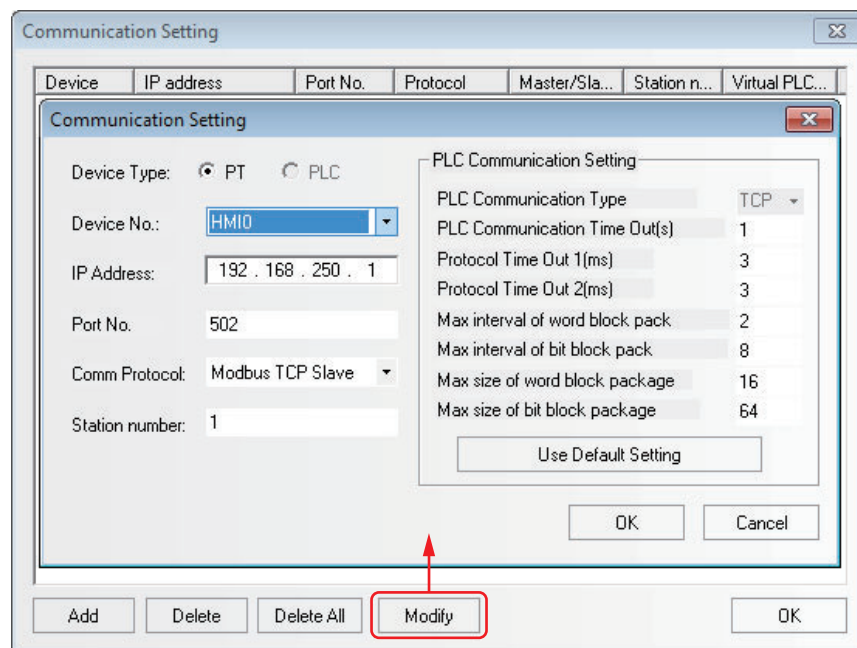 Communication Setting
Device IP address Port No. Protocol Master/Sla... Station n... Virtual PLC...
Communication Setting
Device Type: PT PLC
Device No.: HMI0
IP Address: 192 . 168 . 250 . 1
Port No. 502
Comm Protocol: Modbus TCP Slave
Station number: 1
PLC Communication Setting
PLC Communication Type TCP
PLC Communication Time Out(s) 1
Protocol Time Out 1(ms) 3
Protocol Time Out 2(ms) 3
Max interval of word block pack 2
Max interval of bit block pack 8
Max size of word block package 16
Max size of bit block package 64
Use Default Setting
OK Cancel
Add Delete Delete All Modify OK